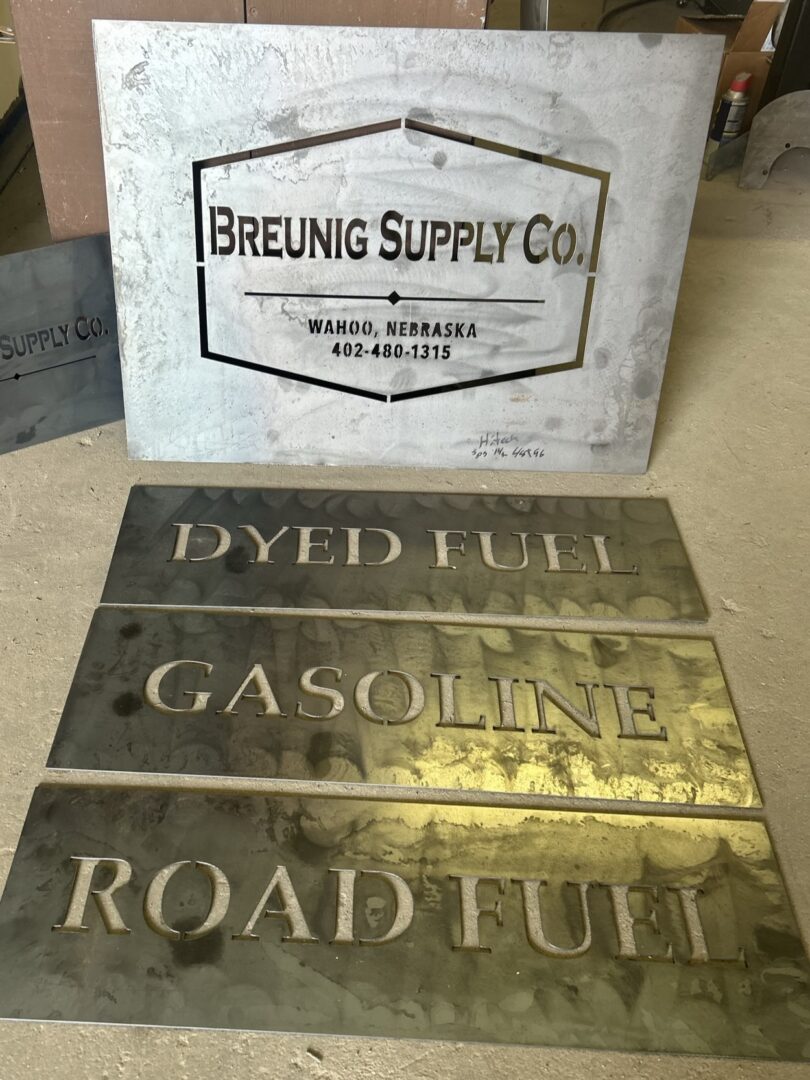 BREUNIG SUPPLY CO.
WAHOO, NEBRASKA
402-480-1315
SUPPLY CO.
DYED FUEL
GASOLINE
ROAD FUEL